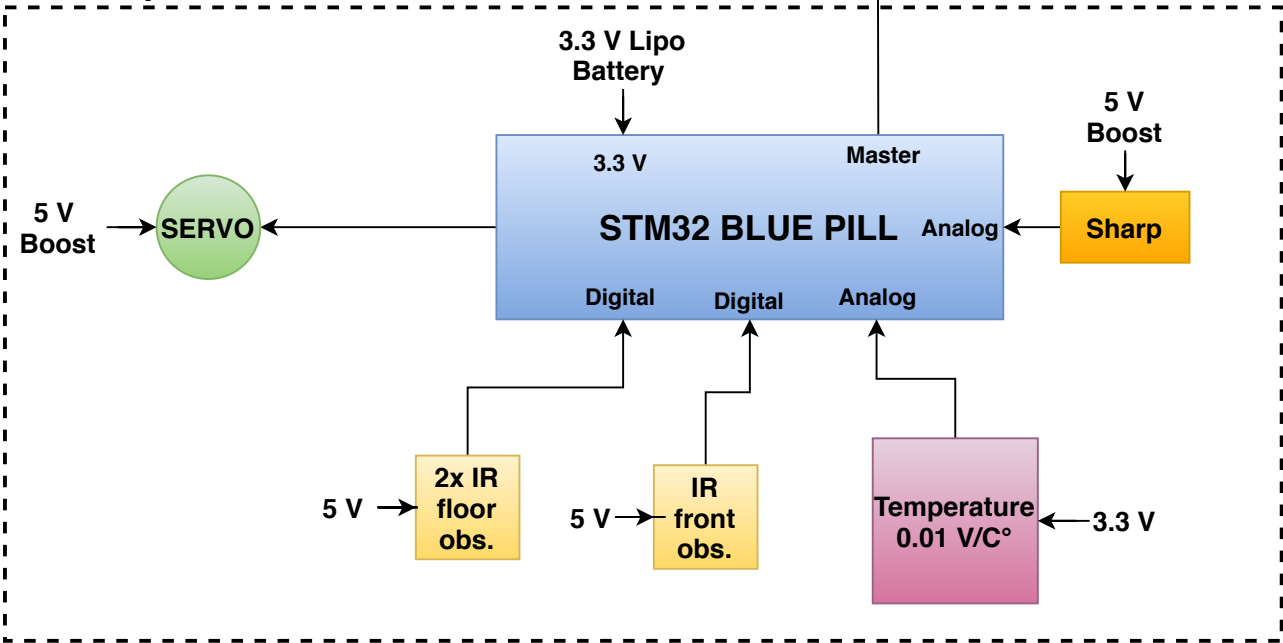 3.3 V Lipo
Battery
5 V
Boost
3.3 V
Master
5 V
Boost
SERVO
STM32 BLUE PILL
Analog
Sharp
Digital
Digital
Analog
5 V
2x IR
floor
obs.
5 V
IR
front
obs.
Temperature
0.01 V/C°
3.3 V